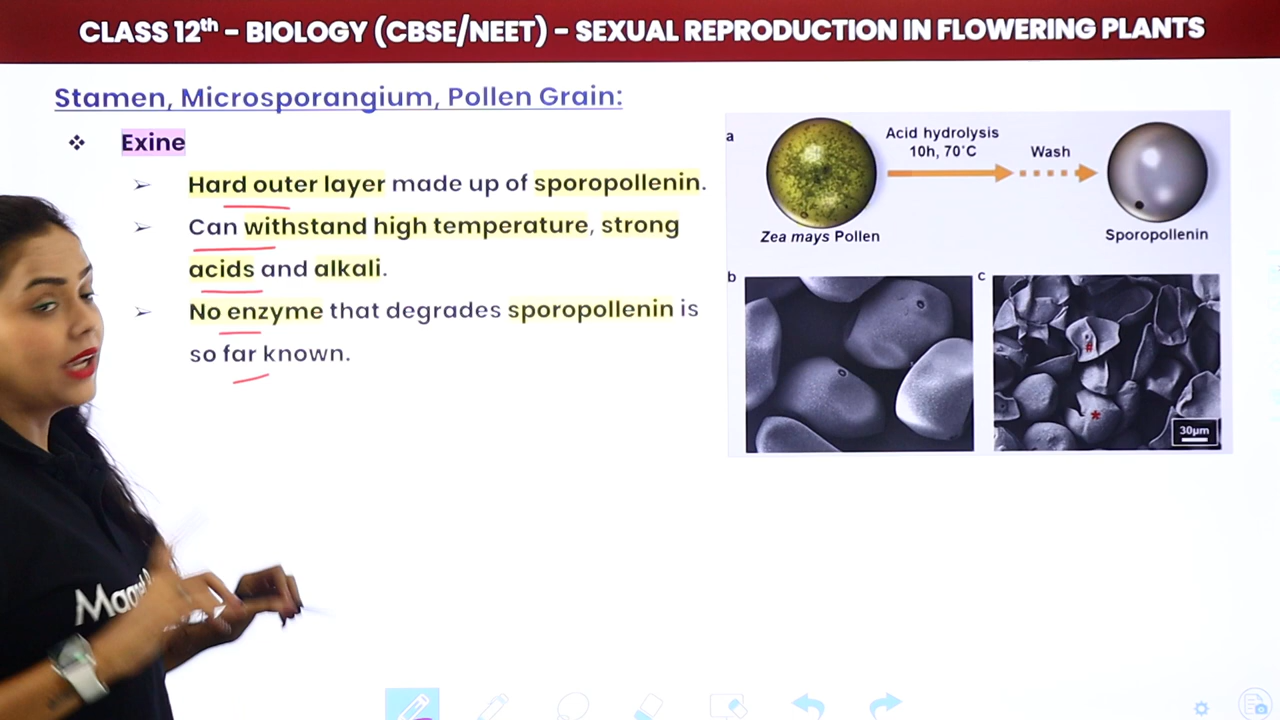 CLASS 12th – BIOLOGY (CBSE/NEET) – SEXUAL REPRODUCTION IN FLOWERING PLANTS
Stamen, Microsporangium, Pollen Grain:
❖ Exine
➢ Hard outer layer made up of sporopollenin.
➢ Can withstand high temperature, strong
acids and alkali.
➢ No enzyme that degrades sporopollenin is
so far known.
a
Acid hydrolysis
10h, 70°C
Wash
Zea mays Pollen
Sporopollenin
b
c
#
*
30µm